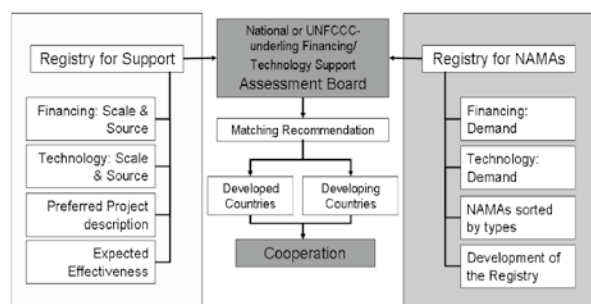 Registry for Support
Financing: Scale &
Source
Technology: Scale
& Source
Preferred Project
description
Expected
Effectiveness
National or UNFCCC-
underling Financing/
Technology Support
Assessment Board
Matching Recommendation
Developed
Countries
Developing
Countries
Cooperation
Registry for NAMAs
Financing:
Demand
Technology:
Demand
NAMAs sorted
by types
Development of
the Registry